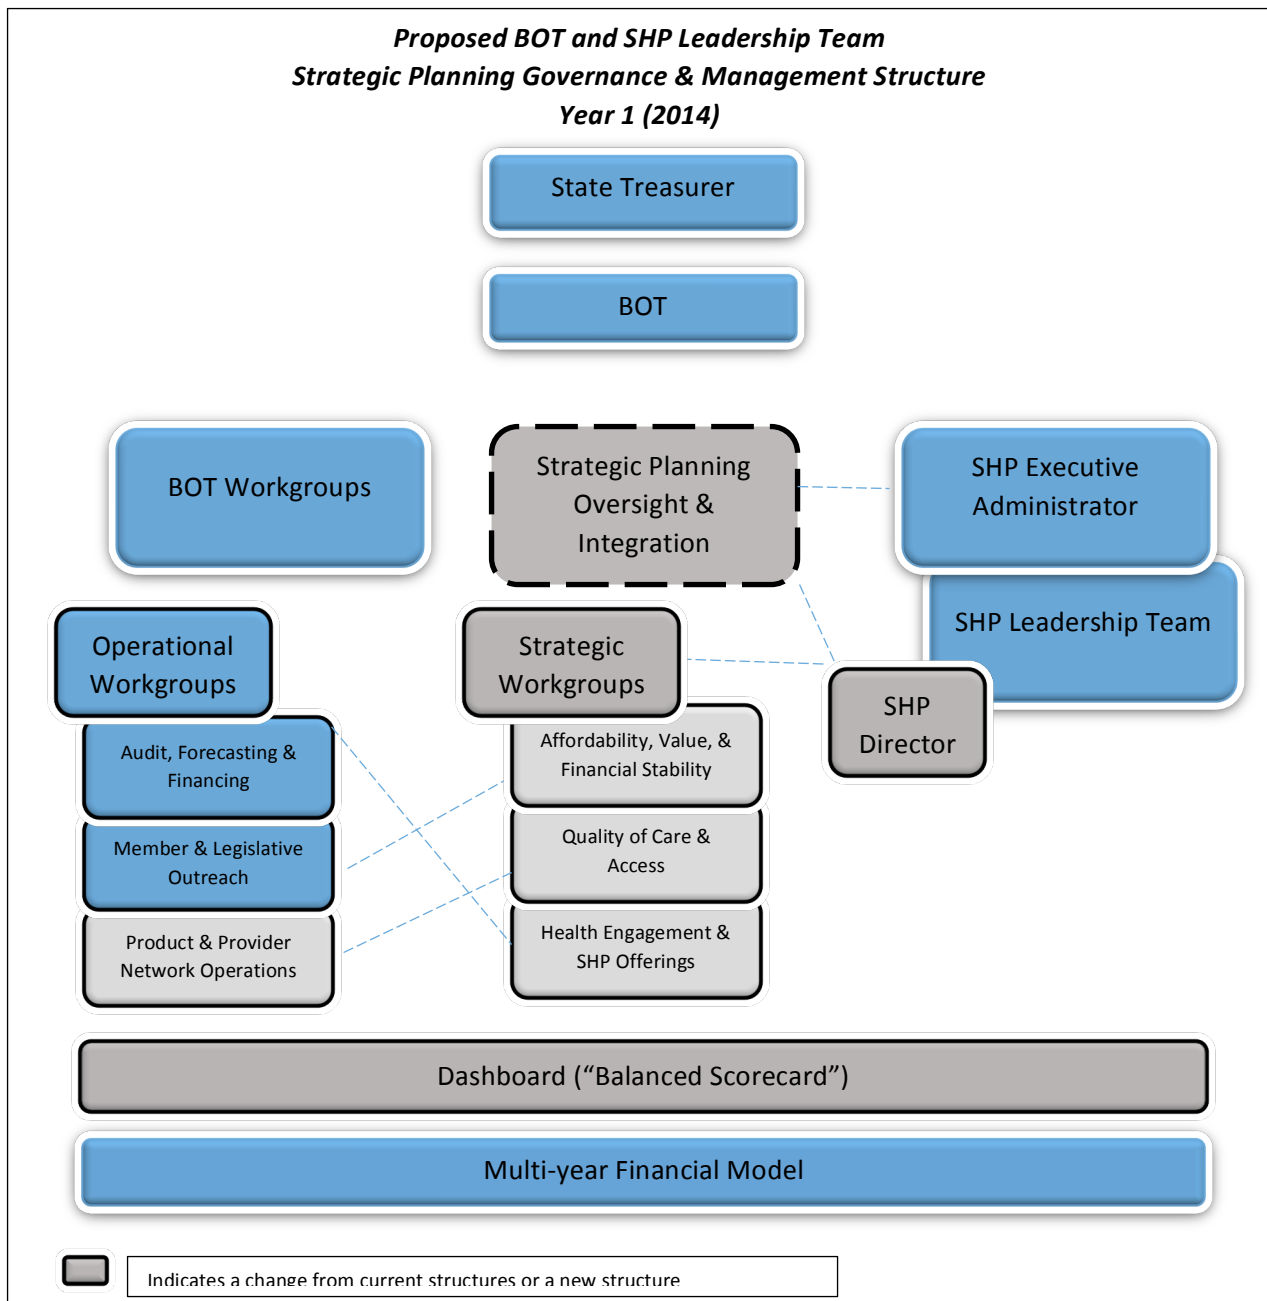 Proposed BOT and SHP Leadership Team
Strategic Planning Governance & Management Structure
Year 1 (2014)
State Treasurer
BOT
BOT Workgroups
Strategic Planning
Oversight &
Integration
SHP Executive
Administrator
SHP Leadership Team
SHP
Director
Operational
Workgroups
Audit, Forecasting &
Financing
Member & Legislative
Outreach
Product & Provider
Network Operations
Strategic
Workgroups
Affordability, Value, &
Financial Stability
Quality of Care &
Access
Health Engagement &
SHP Offerings
Dashboard (“Balanced Scorecard”)
Multi-year Financial Model
Indicates a change from current structures or a new structure